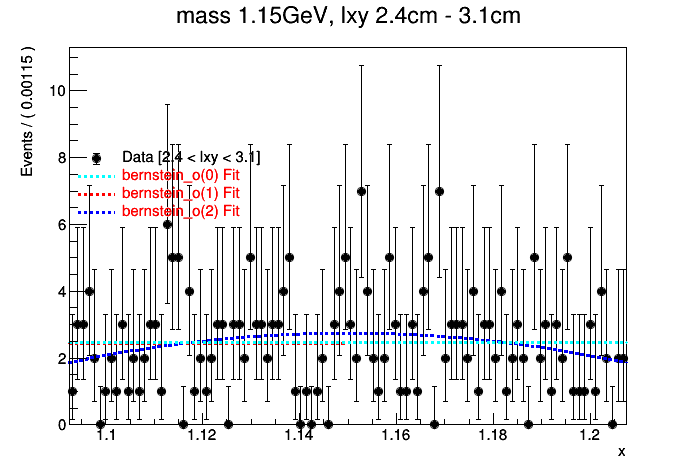 mass 1.15GeV, lxy 2.4cm - 3.1cm
Events / ( 0.00115 )
10
8
6
4
2
0
Data [2.4 < lxy < 3.1]
bernstein_o(0) Fit
bernstein_o(1) Fit
bernstein_o(2) Fit
1.1 1.12 1.14 1.16 1.18 1.2
x